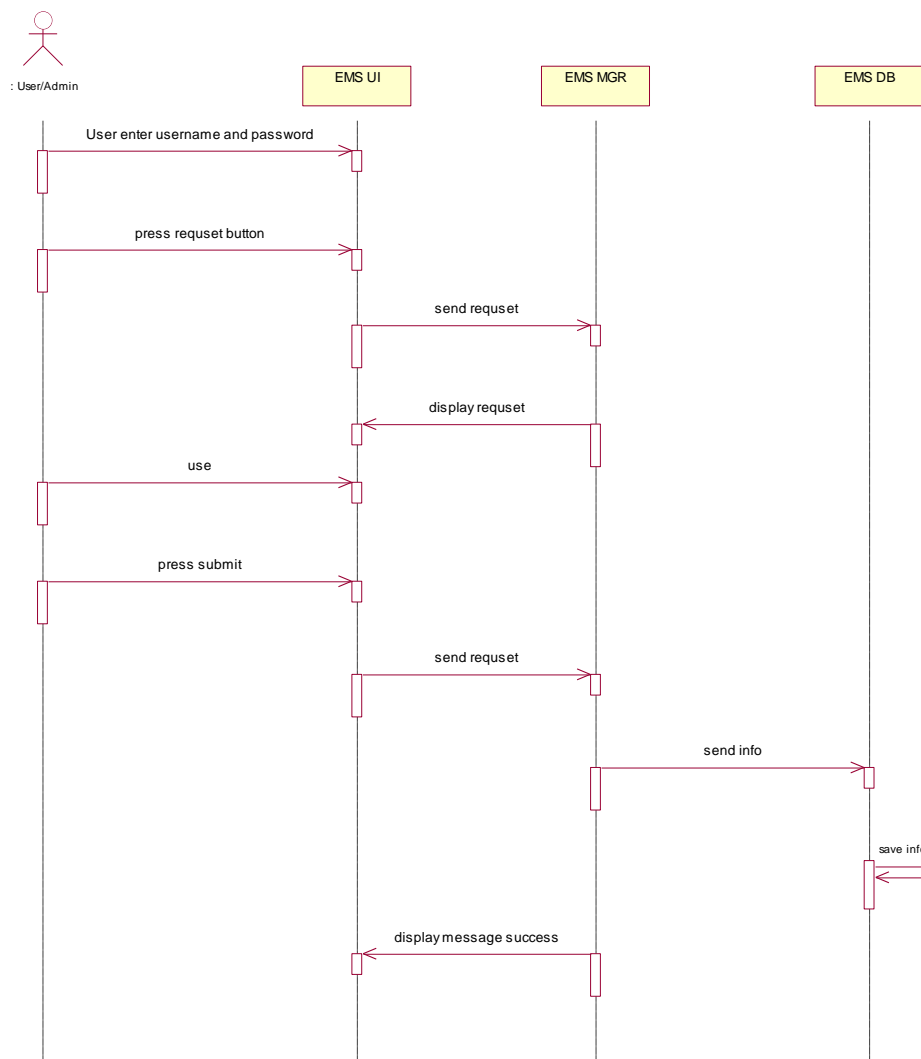 : User/Admin
EMS UI
EMS MGR
EMS DB
User enter username and password
press requset button
send requset
display requset
use
press submit
send requset
send info
save info
display message success